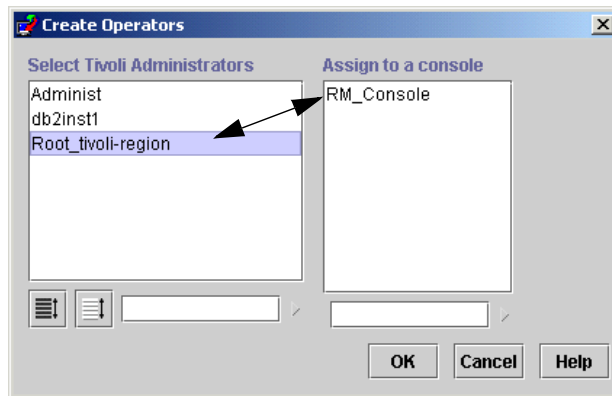 Create Operators
Select Tivoli Administrators
Assign to a console
Administ
db2inst1
Root_tivoli-region
RM_Console
OK
Cancel
Help